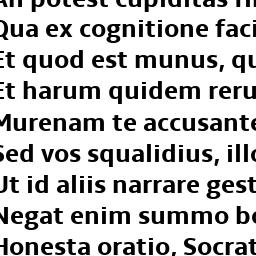 An potest cupiditas fin
Qua ex cognitione faci
Et quod est munus, qu
Et harum quidem reru
Murenam te accusante
Sed vos squalidius, illo
Ut id aliis narrare gest
Negat enim summo bo
Honesta oratio, Socrat